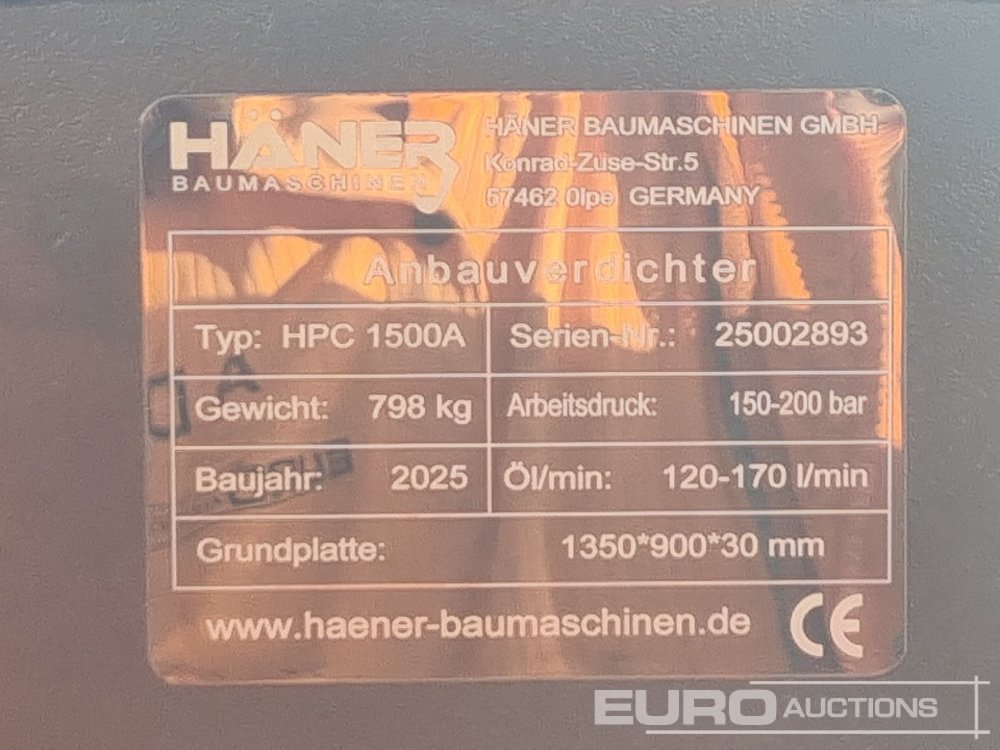 HÄNER
BAUMASCHINEN
HÄNER BAUMASCHINEN GMBH
Konrad-Zuse-Str.5
57462 Olpe GERMANY
Anbauverdichter
Typ: HPC 1500A
Serien-Nr.: 25002893
Gewicht: 798 kg
Arbeitsdruck: 150-200 bar
Baujahr: 2025
Öl/min: 120-170 l/min
Grundplatte: 1350*900*30 mm
www.haener-baumaschinen.de
CE
EURO AUCTIONS